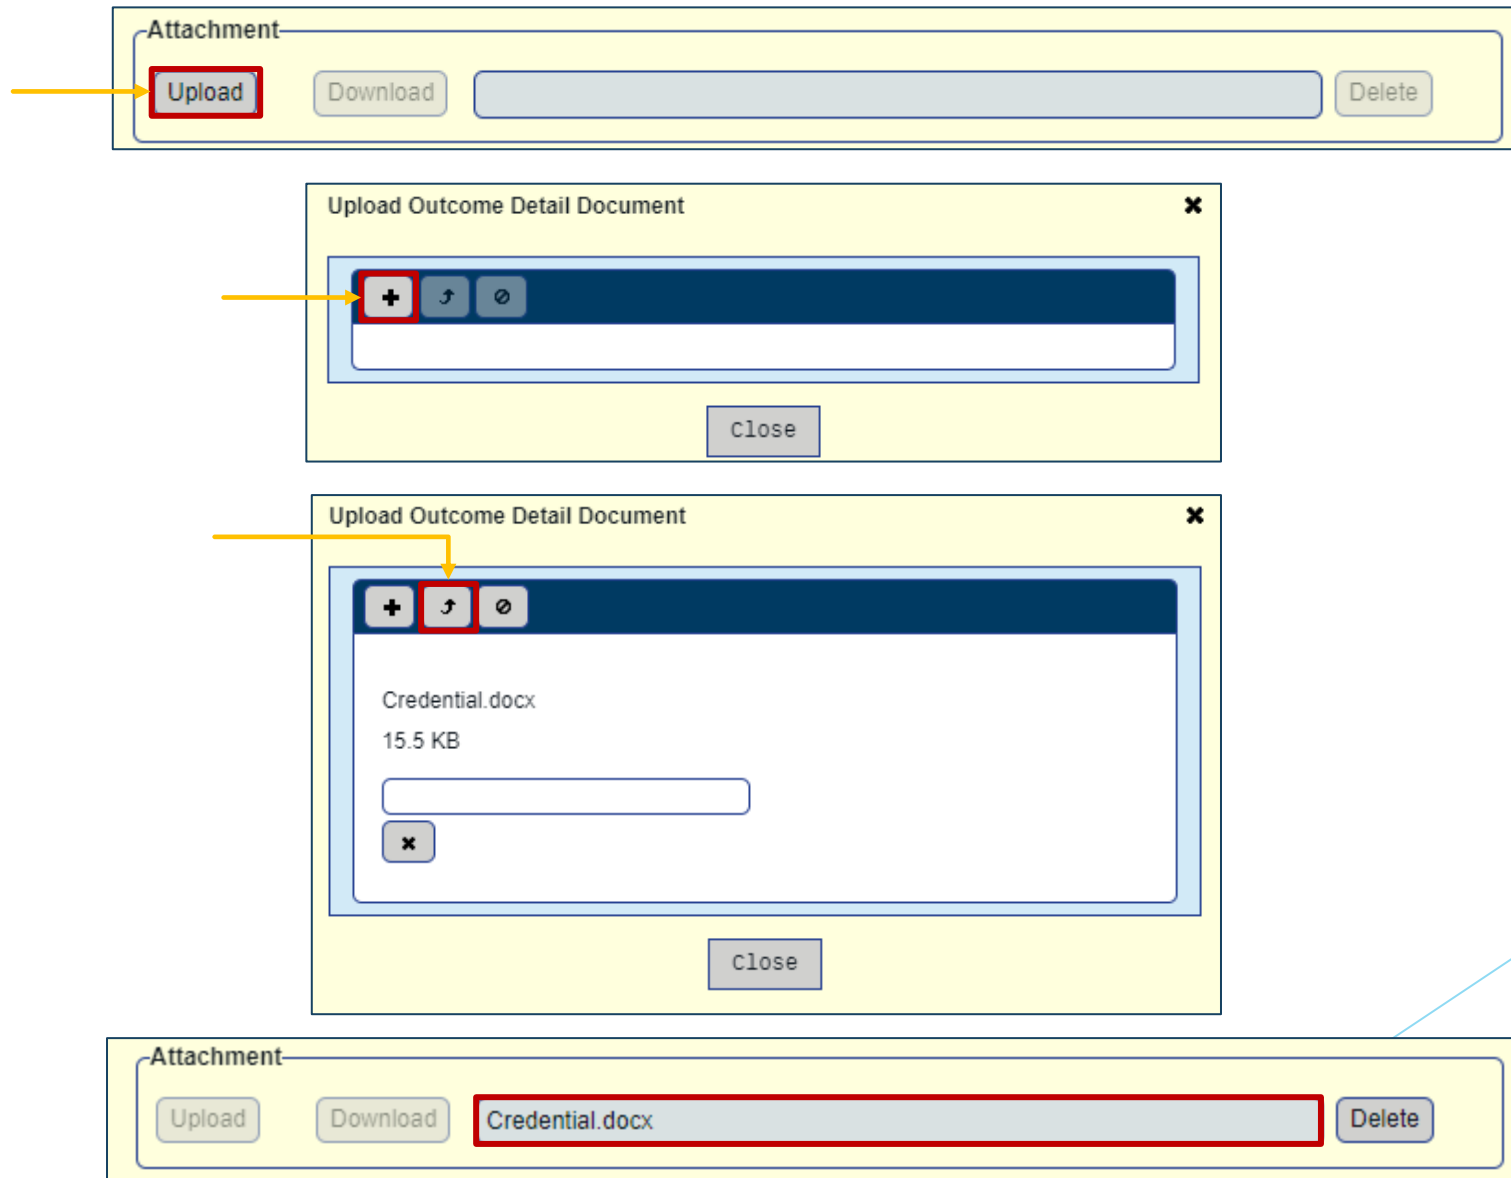 Attachment
Upload Download Delete
Upload Outcome Detail Document
Close
Upload Outcome Detail Document
Credential.docx
15.5 KB
Close
Attachment
Upload Download Credential.docx Delete